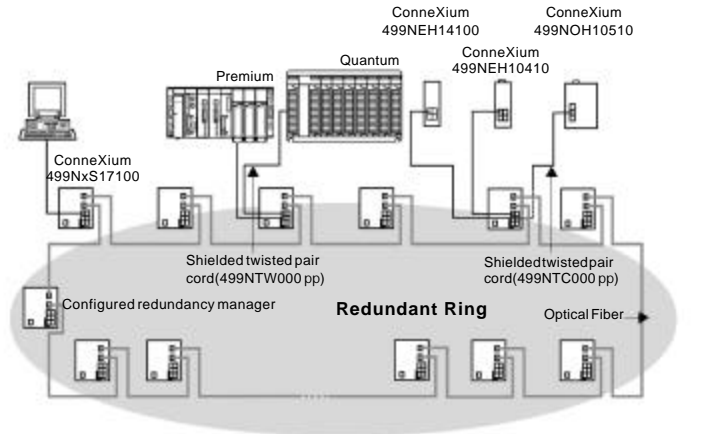 ConneXium
499NEH14100
ConneXium
499NOH10510
ConneXium
499NEH10410
Quantum
Premium
ConneXium
499NxS17100
Shielded twisted pair
cord(499NTW000 pp)
Shielded twisted pair
cord(499NTC000 pp)
Configured redundancy manager
Redundant Ring
Optical Fiber